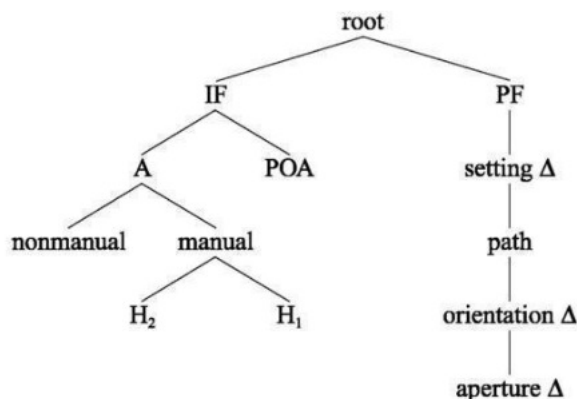 root
IF PF
A POA setting Δ
nonmanual manual path
H₂ H₁ orientation Δ
aperture Δ